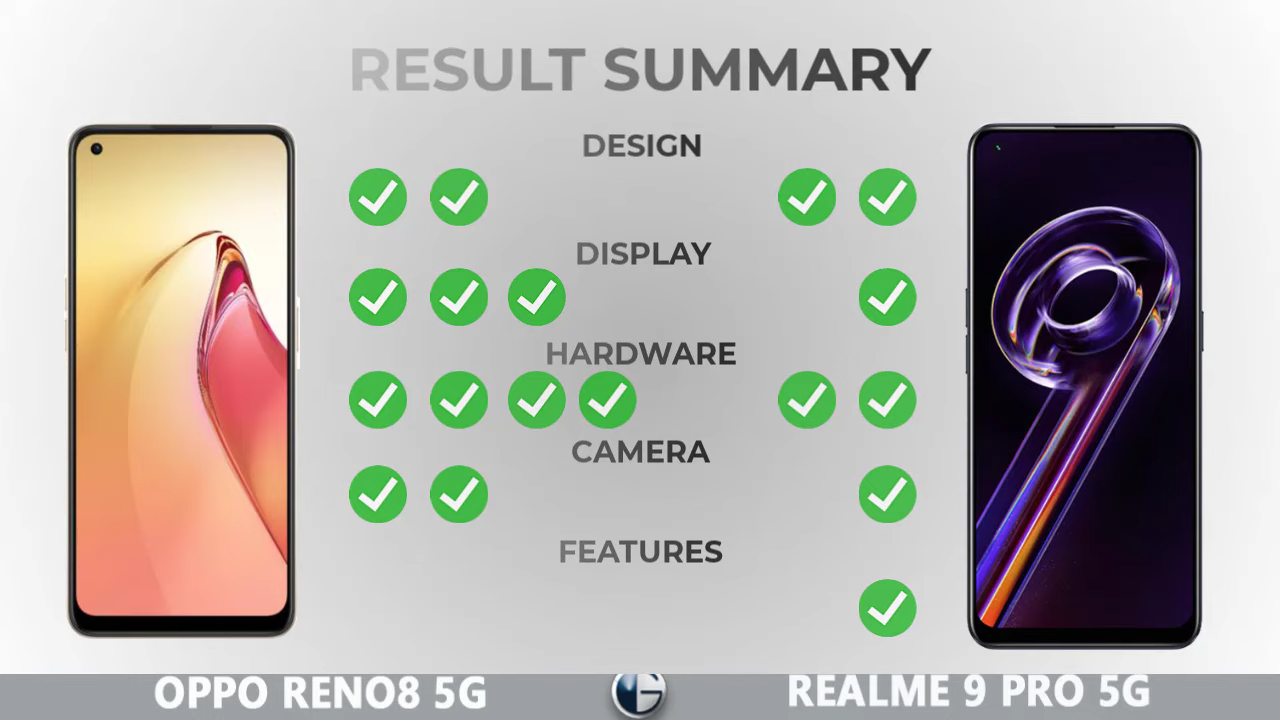 RESULT SUMMARY
DESIGN
DISPLAY
HARDWARE
CAMERA
FEATURES
OPPO RENO8 5G
REALME 9 PRO 5G